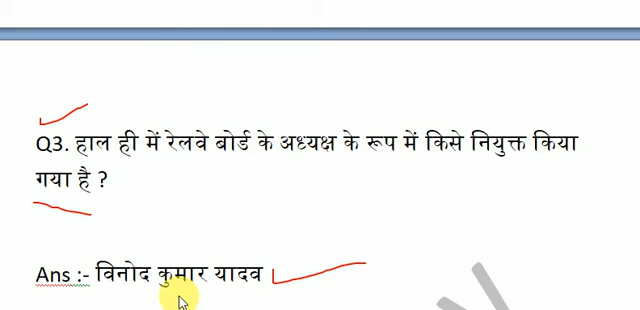 Q3. हाल ही में रेलवे बोर्ड के अध्यक्ष के रूप में किसे नियुक्त किया
गया है ?
Ans :- विनोद कुमार यादव